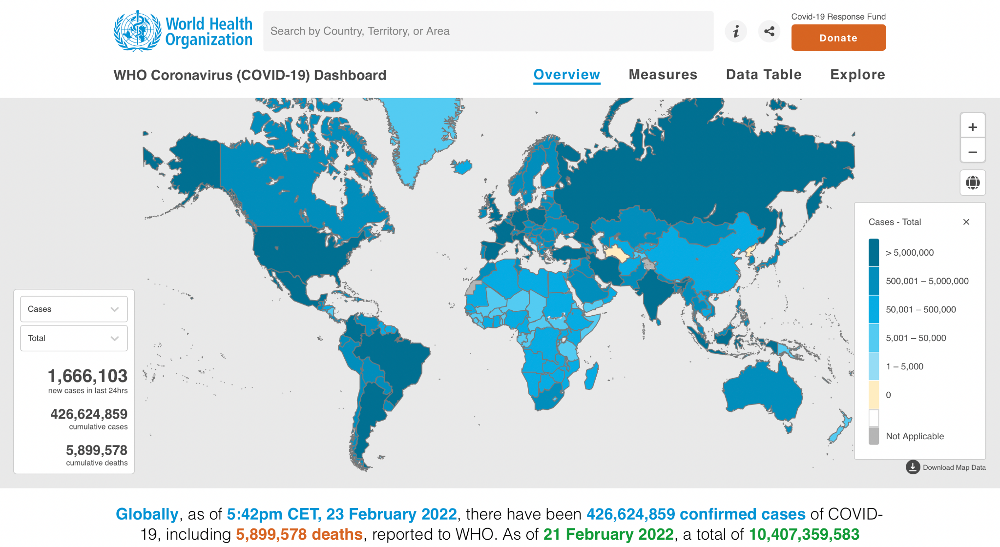 World Health
Organization
Search by Country, Territory, or Area
i
Covid-19 Response Fund
Donate
WHO Coronavirus (COVID-19) Dashboard
Overview
Measures
Data Table
Explore
+
−
Cases - Total
> 5,000,000
500,001 – 5,000,000
50,001 – 500,000
5,001 – 50,000
1 – 5,000
0
Not Applicable
Download Map Data
Cases
Total
1,666,103
new cases in last 24hrs
426,624,859
cumulative cases
5,899,578
cumulative deaths
Globally, as of 5:42pm CET, 23 February 2022, there have been 426,624,859 confirmed cases of COVID-
19, including 5,899,578 deaths, reported to WHO. As of 21 February 2022, a total of 10,407,359,583